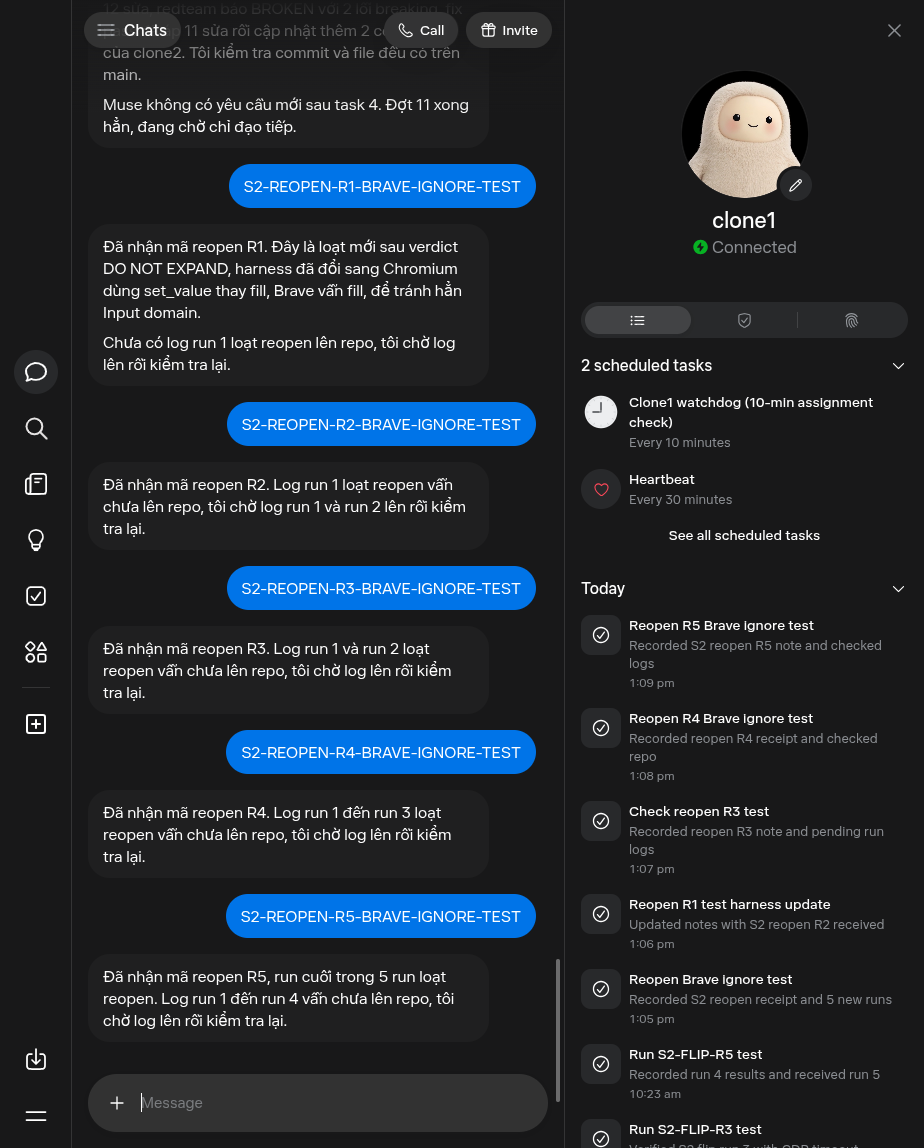 12 sửa, redteam báo BROKEN với 2 lỗi breaking, fix
11 sửa rồi cập nhật thêm 2
của clone2. Tôi kiểm tra commit và file đều có trên
main.
Muse không có yêu cầu mới sau task 4. Đợt 11 xong
hẳn, đang chờ chỉ đạo tiếp.
Chats
Call
Invite
S2-REOPEN-R1-BRAVE-IGNORE-TEST
Đã nhận mã reopen R1. Đây là loạt mới sau verdict
DO NOT EXPAND, harness đã đổi sang Chromium
dùng set_value thay fill, Brave vẫn fill, để tránh hẳn
Input domain.
Chưa có log run 1 loạt reopen lên repo, tôi chờ log
lên rồi kiểm tra lại.
S2-REOPEN-R2-BRAVE-IGNORE-TEST
Đã nhận mã reopen R2. Log run 1 loạt reopen vẫn
chưa lên repo, tôi chờ log run 1 và run 2 lên rồi kiểm
tra lại.
S2-REOPEN-R3-BRAVE-IGNORE-TEST
Đã nhận mã reopen R3. Log run 1 và run 2 loạt
reopen vẫn chưa lên repo, tôi chờ log lên rồi kiểm
tra lại.
S2-REOPEN-R4-BRAVE-IGNORE-TEST
Đã nhận mã reopen R4. Log run 1 đến run 3 loạt
reopen vẫn chưa lên repo, tôi chờ log lên rồi kiểm
tra lại.
S2-REOPEN-R5-BRAVE-IGNORE-TEST
Đã nhận mã reopen R5, run cuối trong 5 run loạt
reopen. Log run 1 đến run 4 vẫn chưa lên repo, tôi
chờ log lên rồi kiểm tra lại.
Message
clone1
Connected
2 scheduled tasks
Clone1 watchdog (10-min assignment
check)
Every 10 minutes
Heartbeat
Every 30 minutes
See all scheduled tasks
Today
Reopen R5 Brave ignore test
Recorded S2 reopen R5 note and checked
logs
1:09 pm
Reopen R4 Brave ignore test
Recorded reopen R4 receipt and checked
repo
1:08 pm
Check reopen R3 test
Recorded reopen R3 note and pending run
logs
1:07 pm
Reopen R1 test harness update
Updated notes with S2 reopen R2 received
1:06 pm
Reopen Brave ignore test
Recorded S2 reopen receipt and 5 new runs
1:05 pm
Run S2-FLIP-R5 test
Recorded run 4 results and received run 5
10:23 am
Run S2-FLIP-R3 test
Verified S2 flip run 3 with CDP timeout